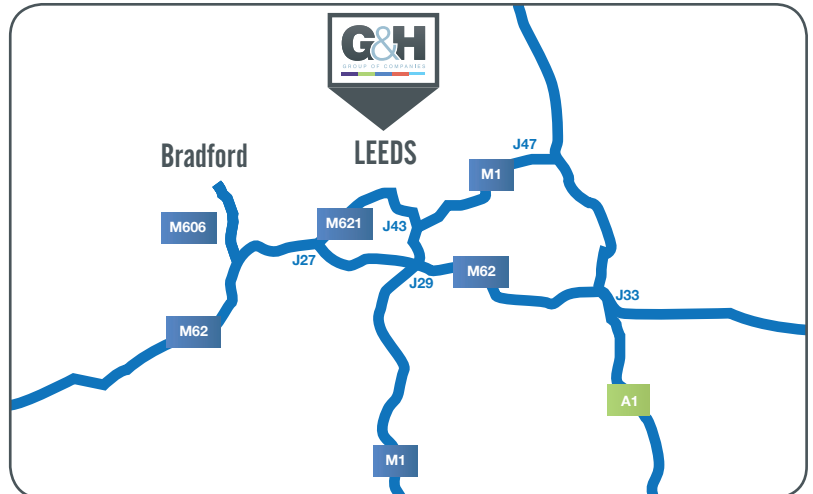 G&H
GROUP OF COMPANIES
Bradford
LEEDS
J47
M1
M606
M621
J43
J27
J29
M62
J33
M62
A1
M1